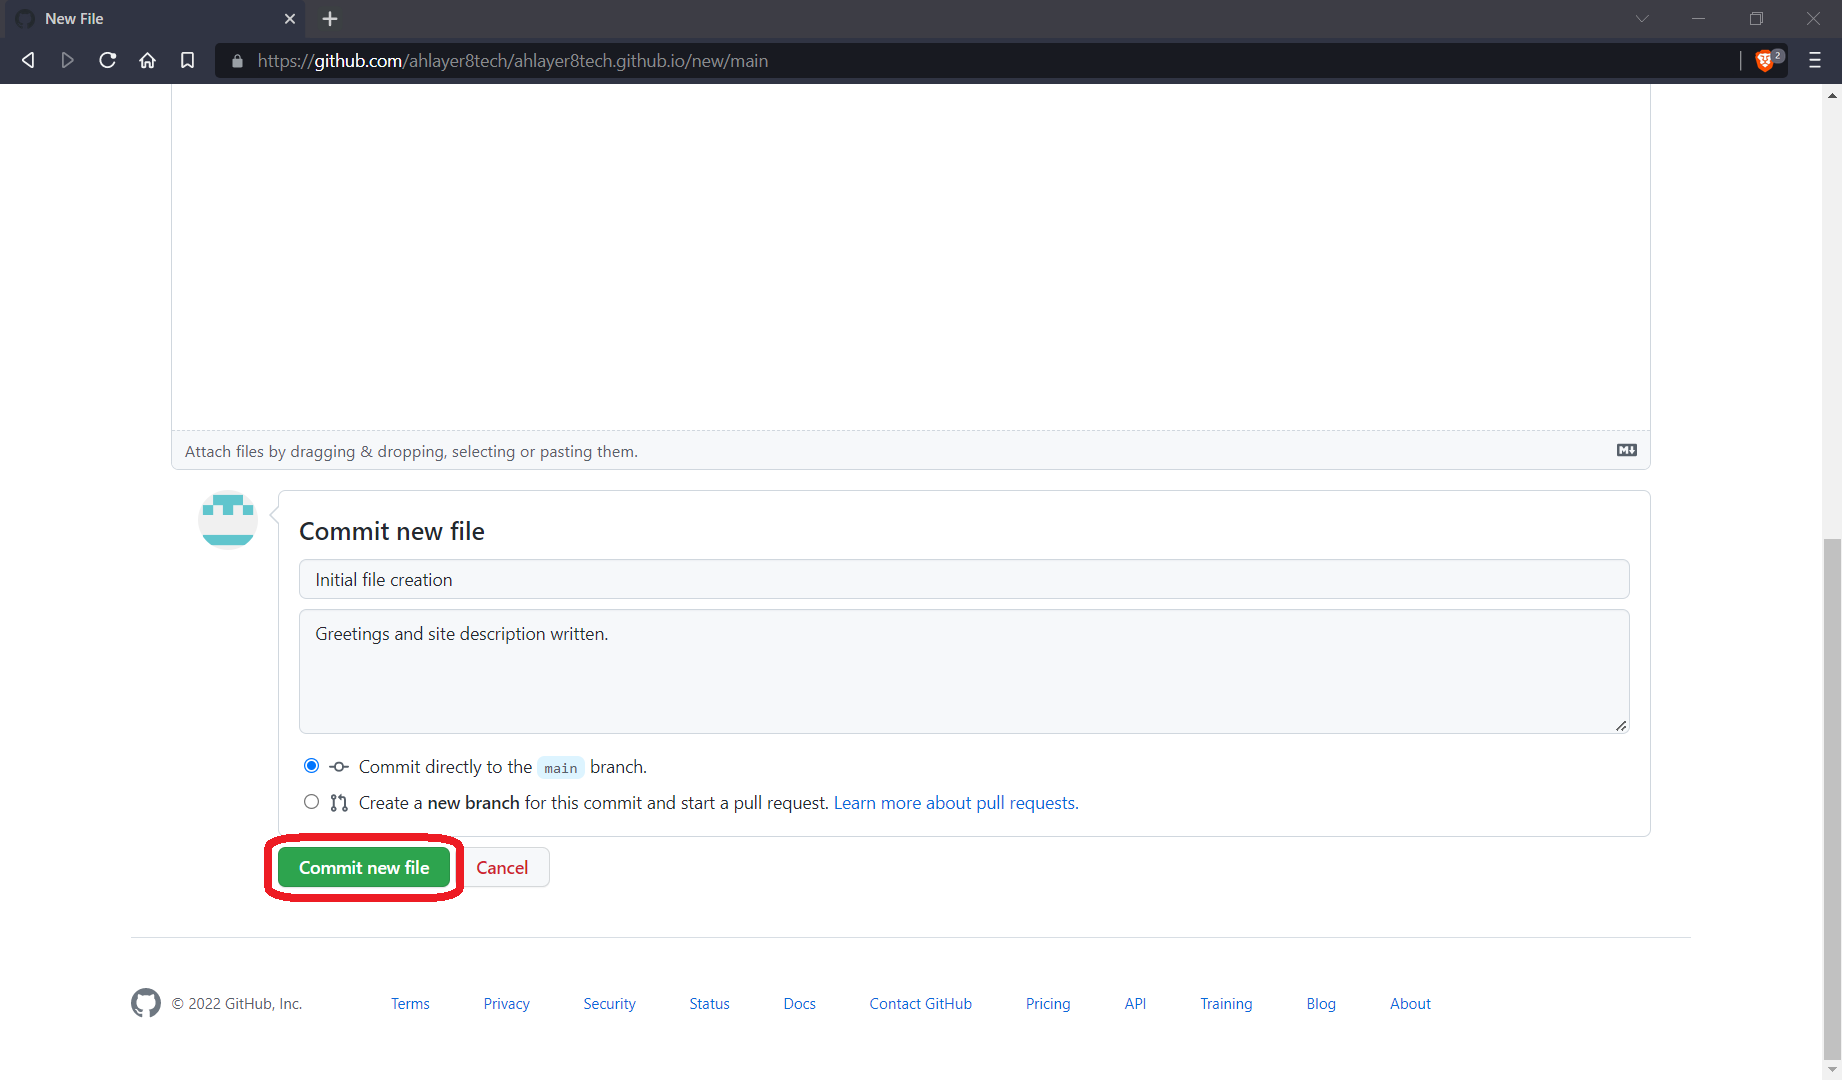 New File
https://github.com/ahlayer8tech/ahlayer8tech.github.io/new/main
2
Attach files by dragging & dropping, selecting or pasting them.
M
Commit new file
Initial file creation
Greetings and site description written.
Commit directly to the main branch.
Create a new branch for this commit and start a pull request. Learn more about pull requests.
Commit new file
Cancel
© 2022 GitHub, Inc.
Terms
Privacy
Security
Status
Docs
Contact GitHub
Pricing
API
Training
Blog
About